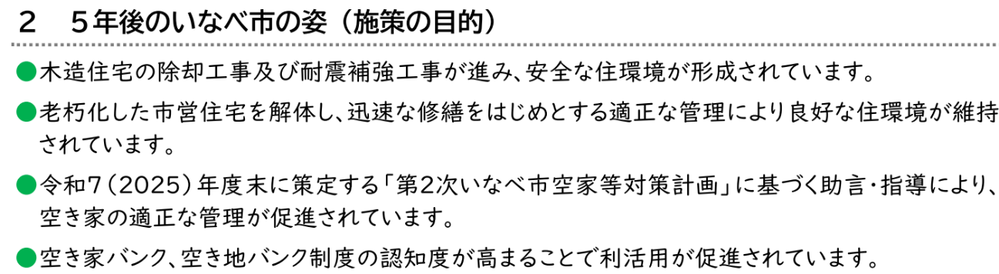 ２　５年後のいなべ市の姿（施策の目的）
●木造住宅の除却工事及び耐震補強工事が進み、安全な住環境が形成されています。
●老朽化した市営住宅を解体し、迅速な修繕をはじめとする適正な管理により良好な住環境が維持
されています。
●令和7（2025）年度末に策定する「第2次いなべ市空家等対策計画」に基づく助言・指導により、
空き家の適正な管理が促進されています。
●空き家バンク、空き地バンク制度の認知度が高まることで利活用が促進されています。